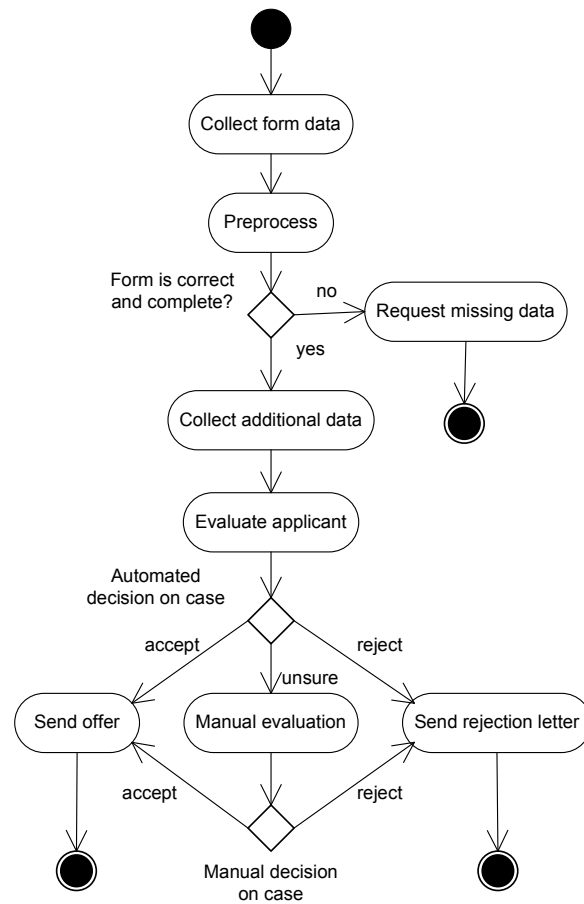 Collect form data
Preprocess
Form is correct
and complete?
no
Request missing data
yes
Collect additional data
Evaluate applicant
Automated
decision on case
accept
reject
unsure
Send offer
Manual evaluation
Send rejection letter
accept
reject
Manual decision
on case